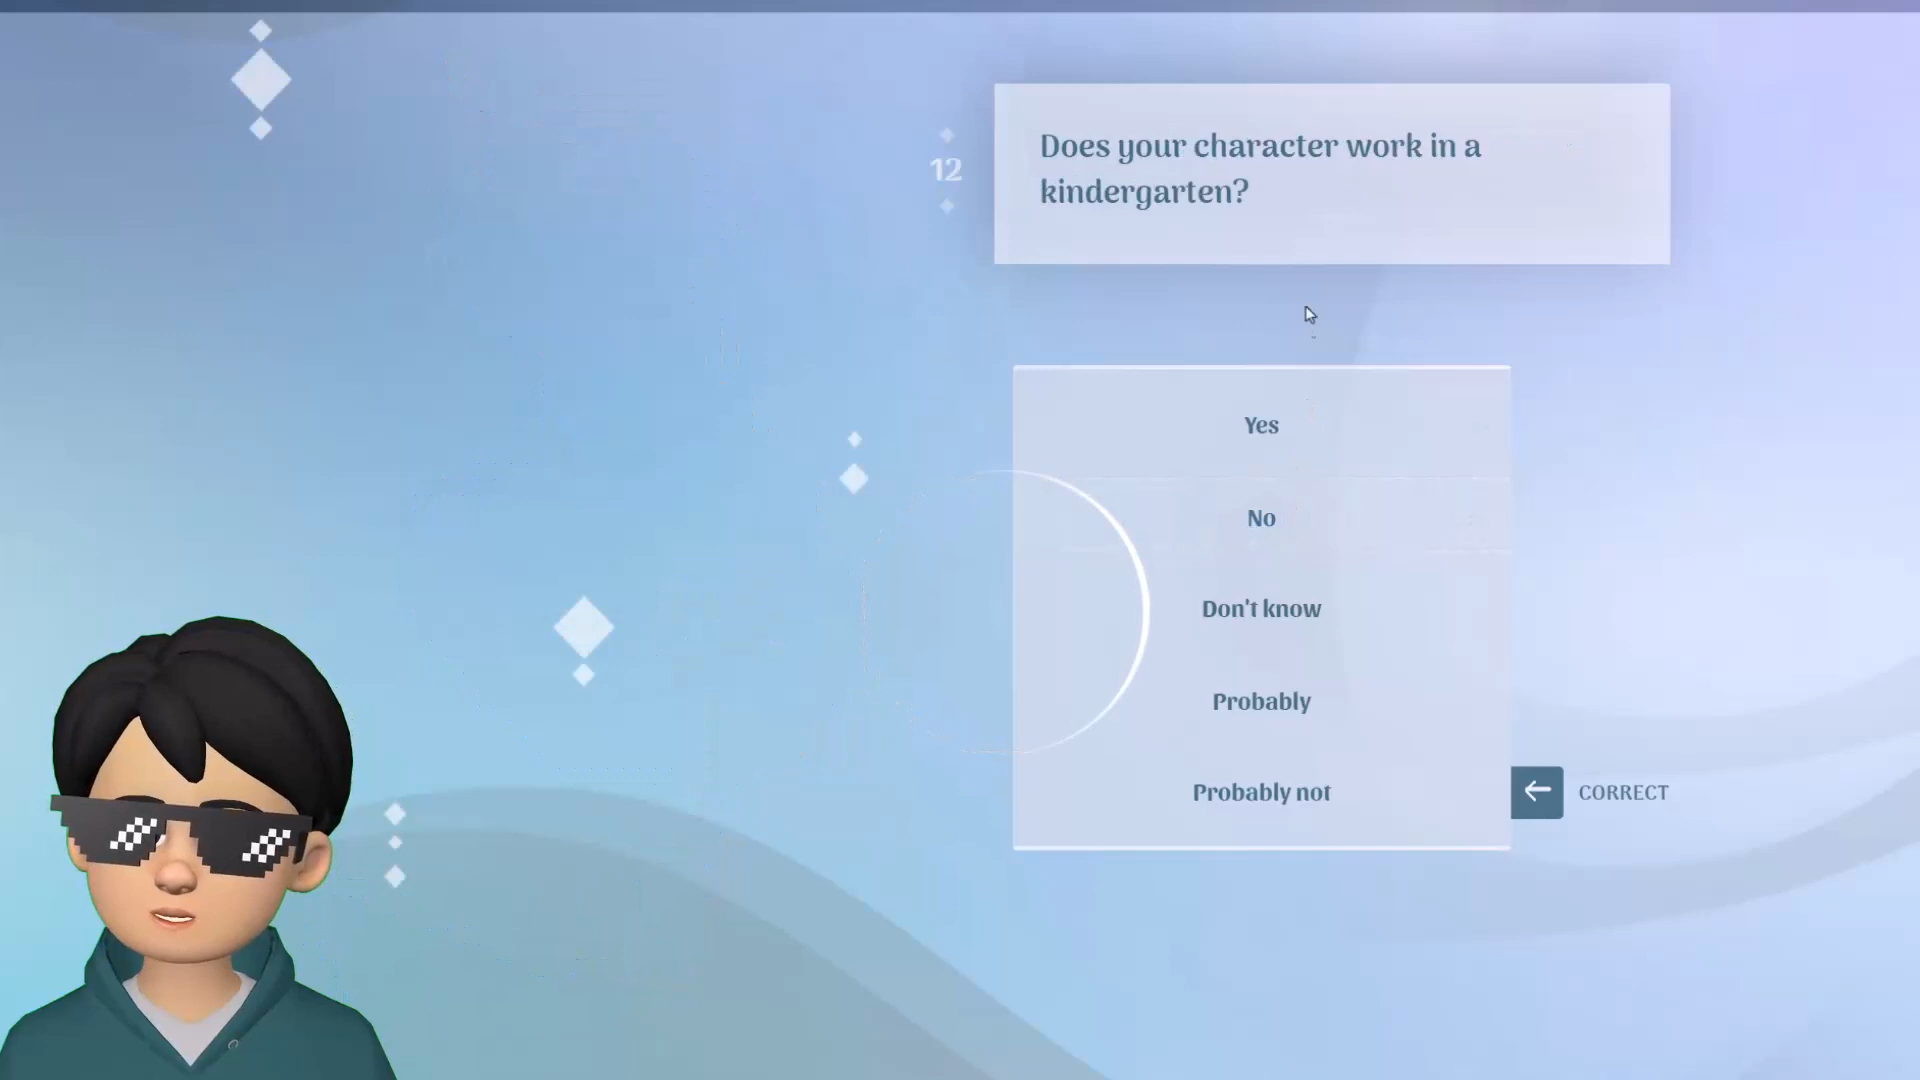 12
Does your character work in a
kindergarten?
Yes
No
Don't know
Probably
Probably not
CORRECT